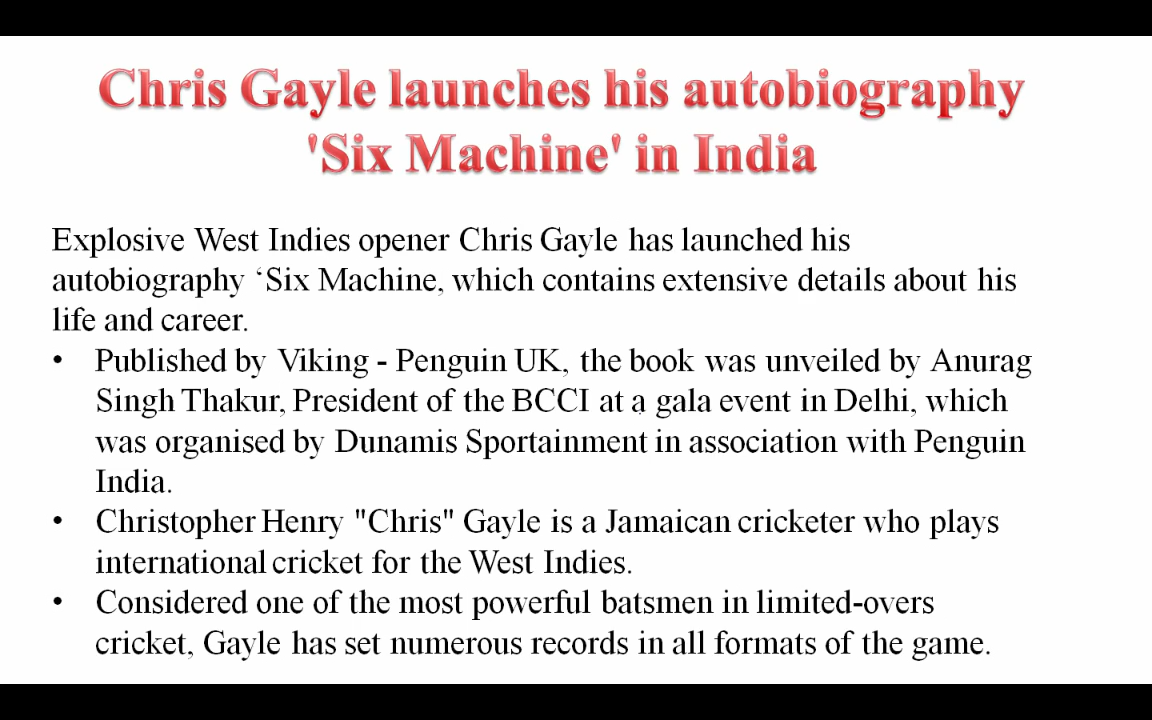 Chris Gayle launches his autobiography
'Six Machine' in India
Explosive West Indies opener Chris Gayle has launched his
autobiography ‘Six Machine, which contains extensive details about his
life and career.
• Published by Viking - Penguin UK, the book was unveiled by Anurag
Singh Thakur, President of the BCCI at a gala event in Delhi, which
was organised by Dunamis Sportainment in association with Penguin
India.
• Christopher Henry "Chris" Gayle is a Jamaican cricketer who plays
international cricket for the West Indies.
• Considered one of the most powerful batsmen in limited-overs
cricket, Gayle has set numerous records in all formats of the game.